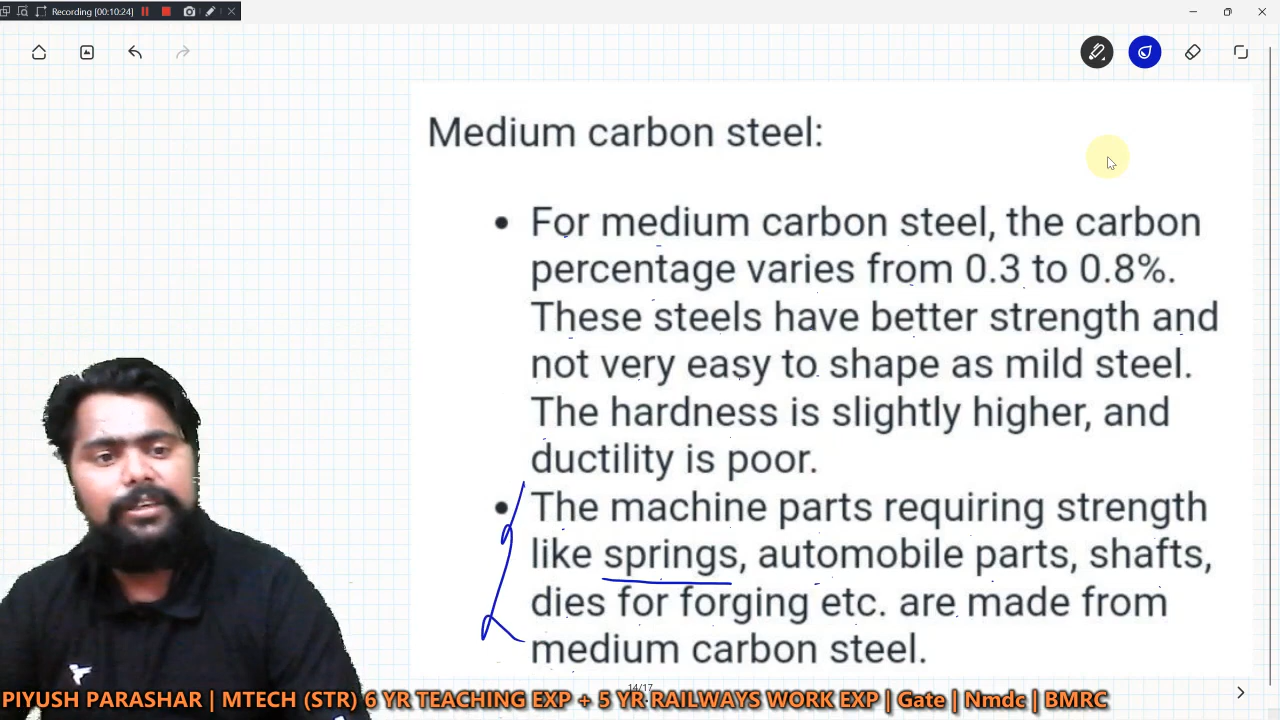 Recording [00:10:24]
Medium carbon steel:
• For medium carbon steel, the carbon
percentage varies from 0.3 to 0.8%.
These steels have better strength and
not very easy to shape as mild steel.
The hardness is slightly higher, and
ductility is poor.
• The machine parts requiring strength
like springs, automobile parts, shafts,
dies for forging etc. are made from
medium carbon steel.
14/17
PIYUSH PARASHAR | MTECH (STR) 6 YR TEACHING EXP + 5 YR RAILWAYS WORK EXP | Gate | Nmdc | BMRC